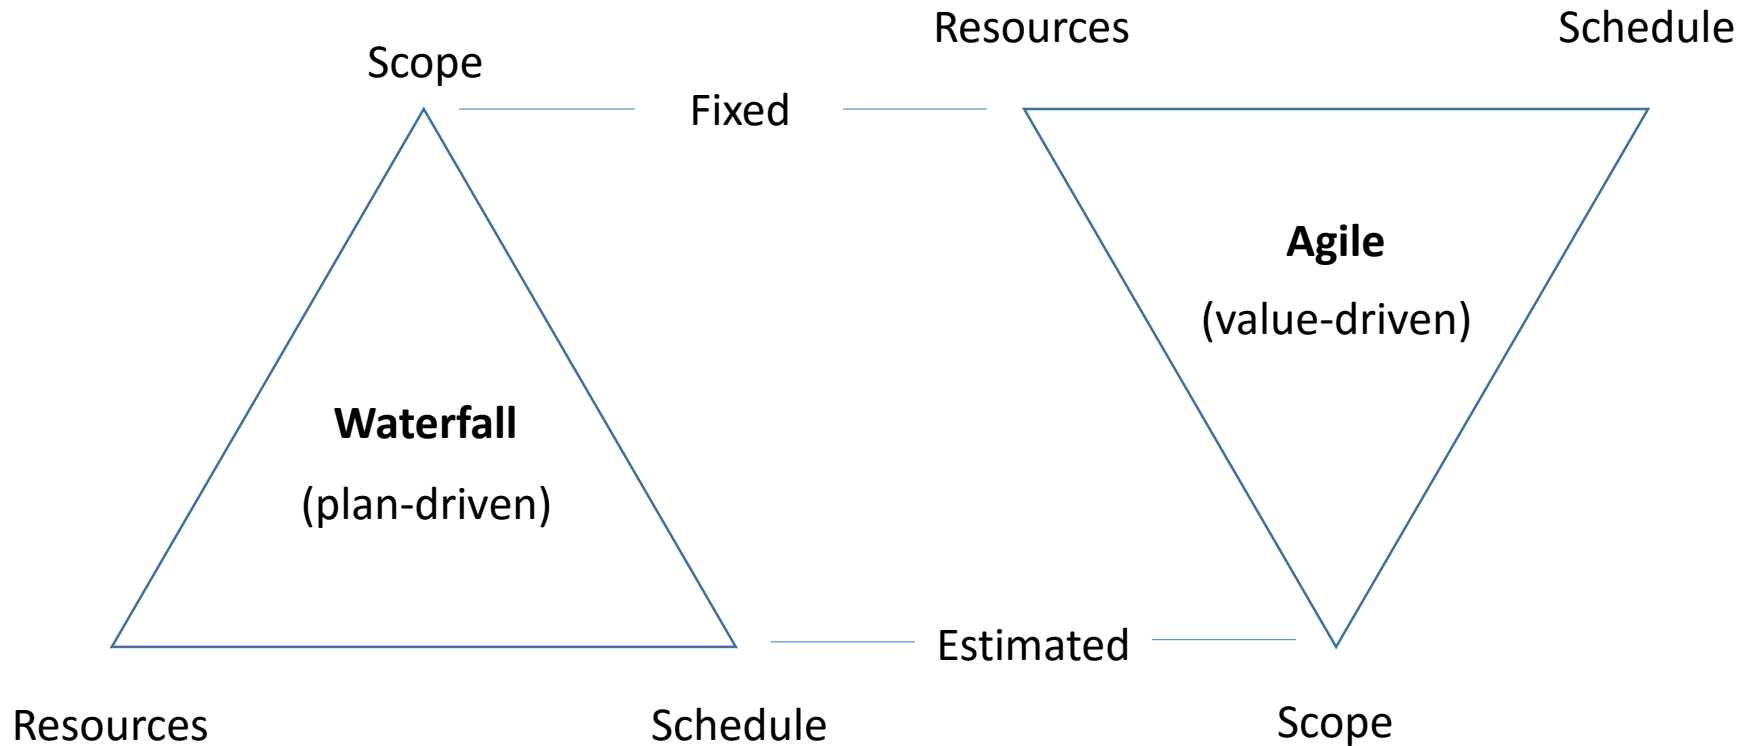 Resources
Schedule
Scope
Fixed
Agile
(value-driven)
Waterfall
(plan-driven)
Estimated
Resources
Schedule
Scope